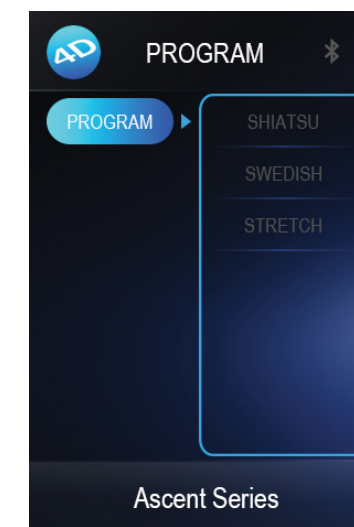 4D PROGRAM
PROGRAM SHIATSU
SWEDISH
STRETCH
Ascent Series